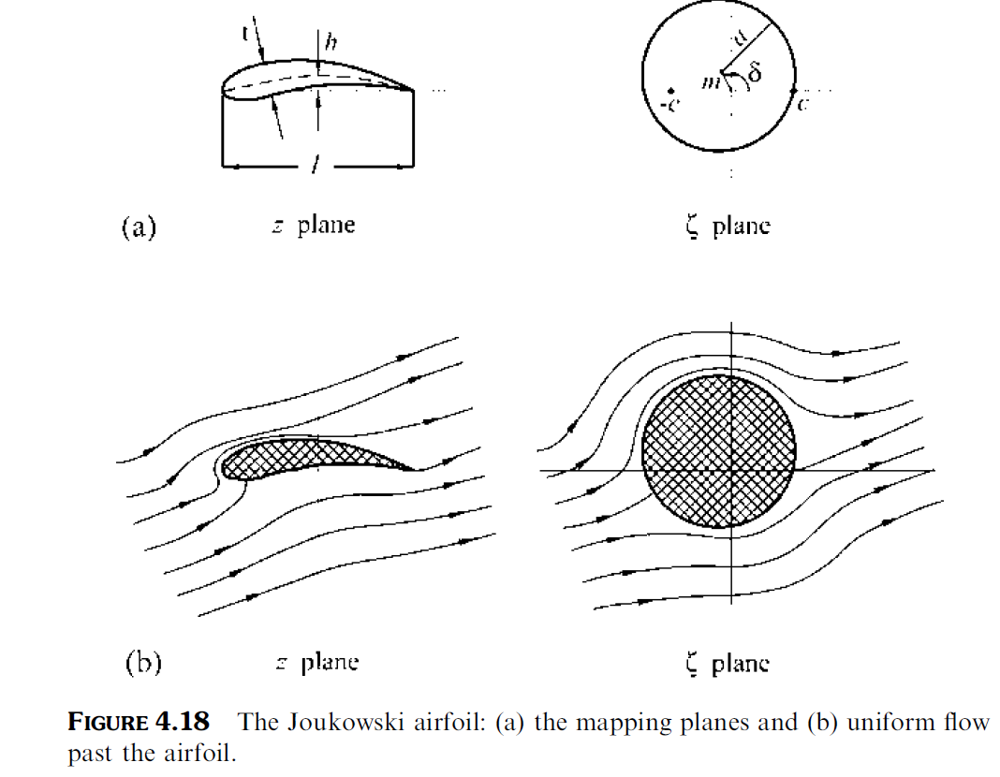 t
h
l
(a)
z plane
a
m
δ
-c
c
ζ plane
(b)
z plane
ζ plane
FIGURE 4.18 The Joukowski airfoil: (a) the mapping planes and (b) uniform flow
past the airfoil.